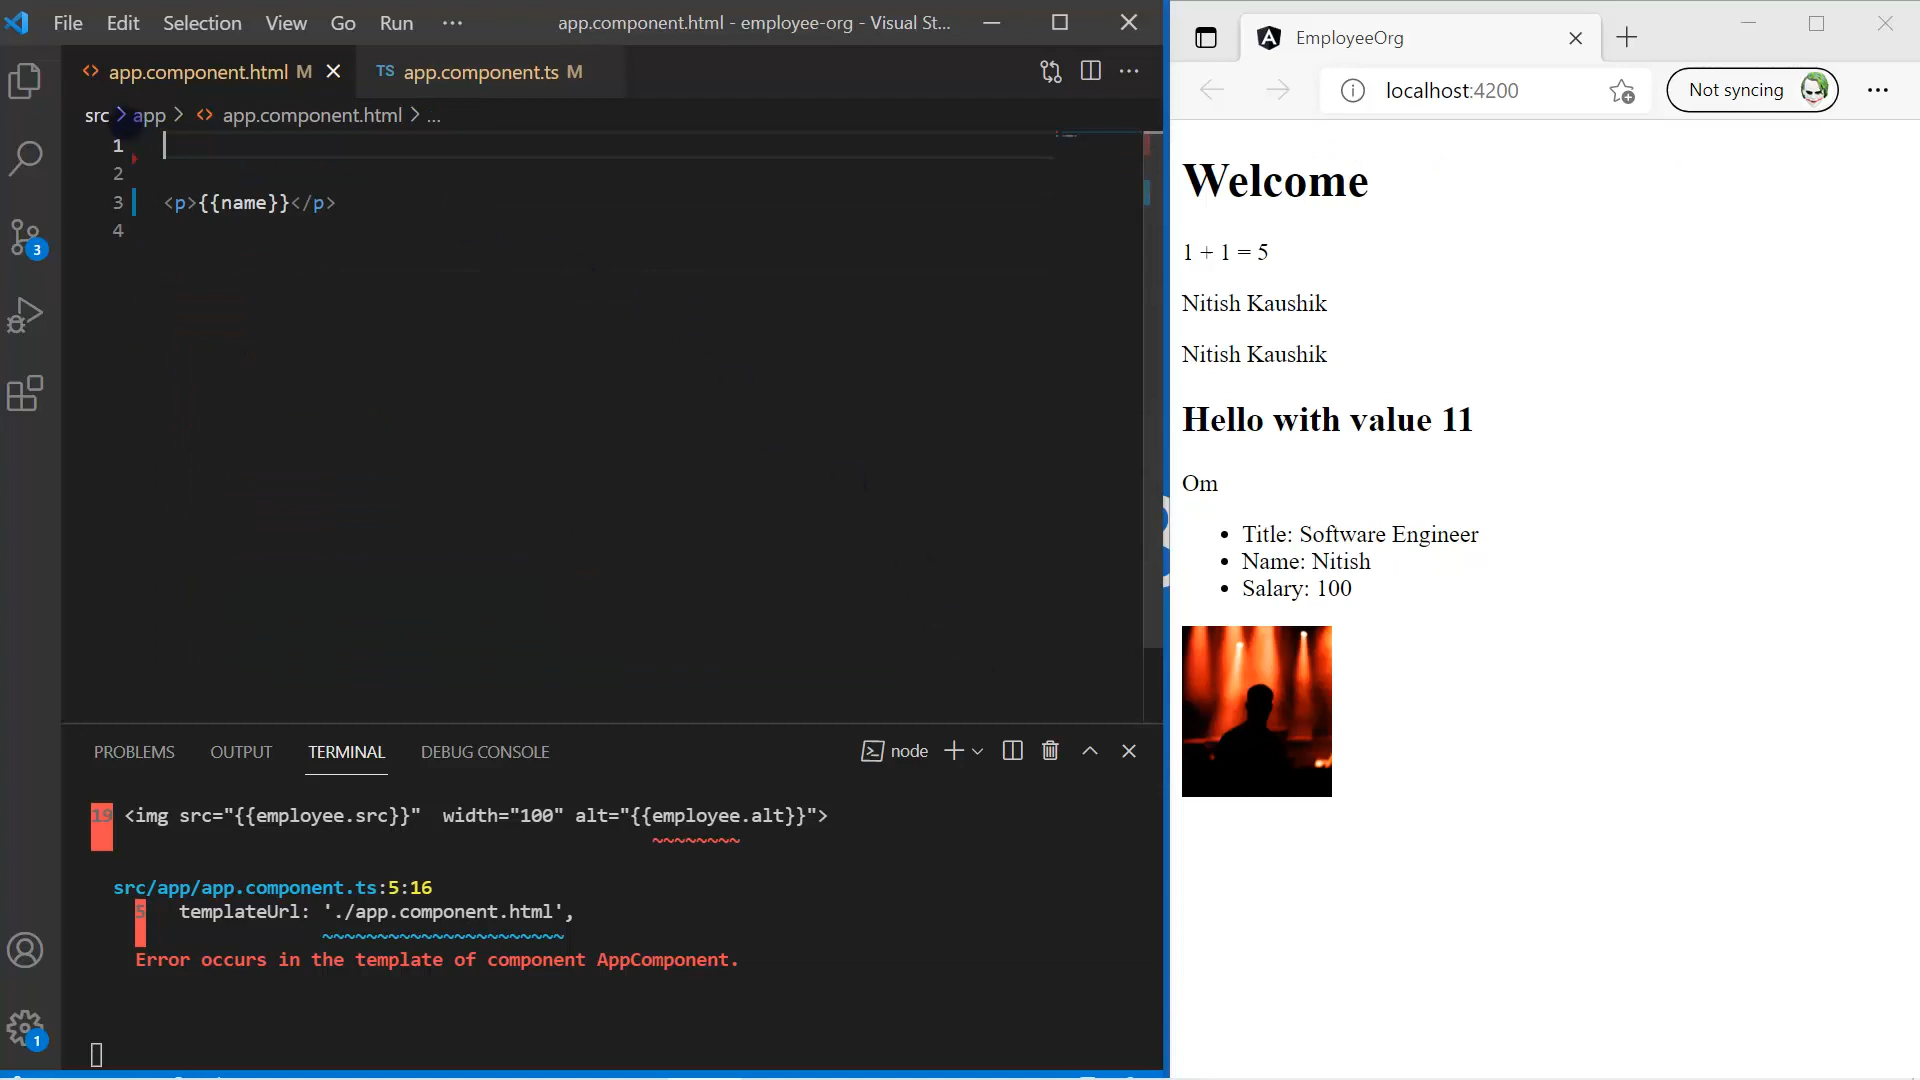 File Edit Selection View Go Run ··· app.component.html - employee-org - Visual St...
app.component.html M TS app.component.ts M
src > app > app.component.html > ...
1
2
3 <p>{{name}}</p>
4
3
1
PROBLEMS OUTPUT TERMINAL DEBUG CONSOLE node
19 <img src="{{employee.src}}"  width="100" alt="{{employee.alt}}">
~~~~~~~~
src/app/app.component.ts:5:16
5 templateUrl: './app.component.html',
~~~~~~~~~~~~~~~~~~~~~~
Error occurs in the template of component AppComponent.
EmployeeOrg
localhost:4200 Not syncing
Welcome
1 + 1 = 5
Nitish Kaushik
Nitish Kaushik
Hello with value 11
Om
• Title: Software Engineer
• Name: Nitish
• Salary: 100